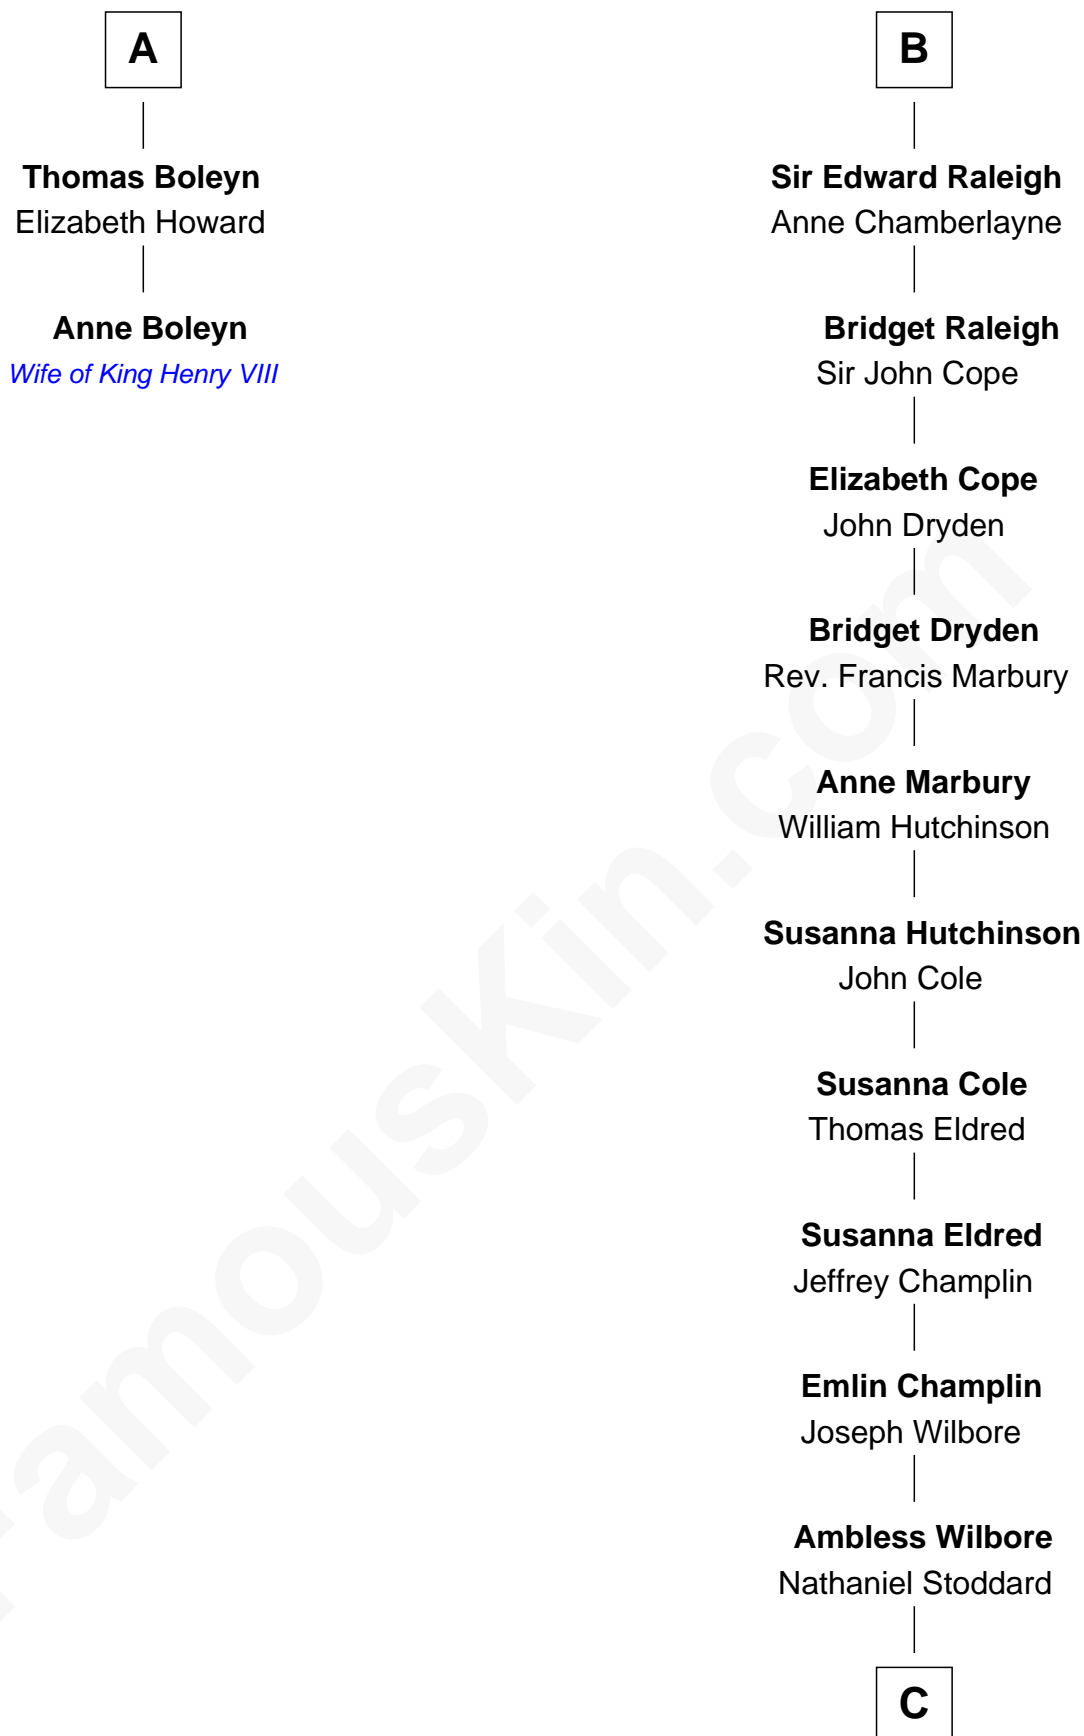 A
Thomas Boleyn
Elizabeth Howard
Anne Boleyn
Wife of King Henry VIII
B
Sir Edward Raleigh
Anne Chamberlayne
Bridget Raleigh
Sir John Cope
Elizabeth Cope
John Dryden
Bridget Dryden
Rev. Francis Marbury
Anne Marbury
William Hutchinson
Susanna Hutchinson
John Cole
Susanna Cole
Thomas Eldred
Susanna Eldred
Jeffrey Champlin
Emlin Champlin
Joseph Wilbore
Ambless Wilbore
Nathaniel Stoddard
C
FamousKin.com